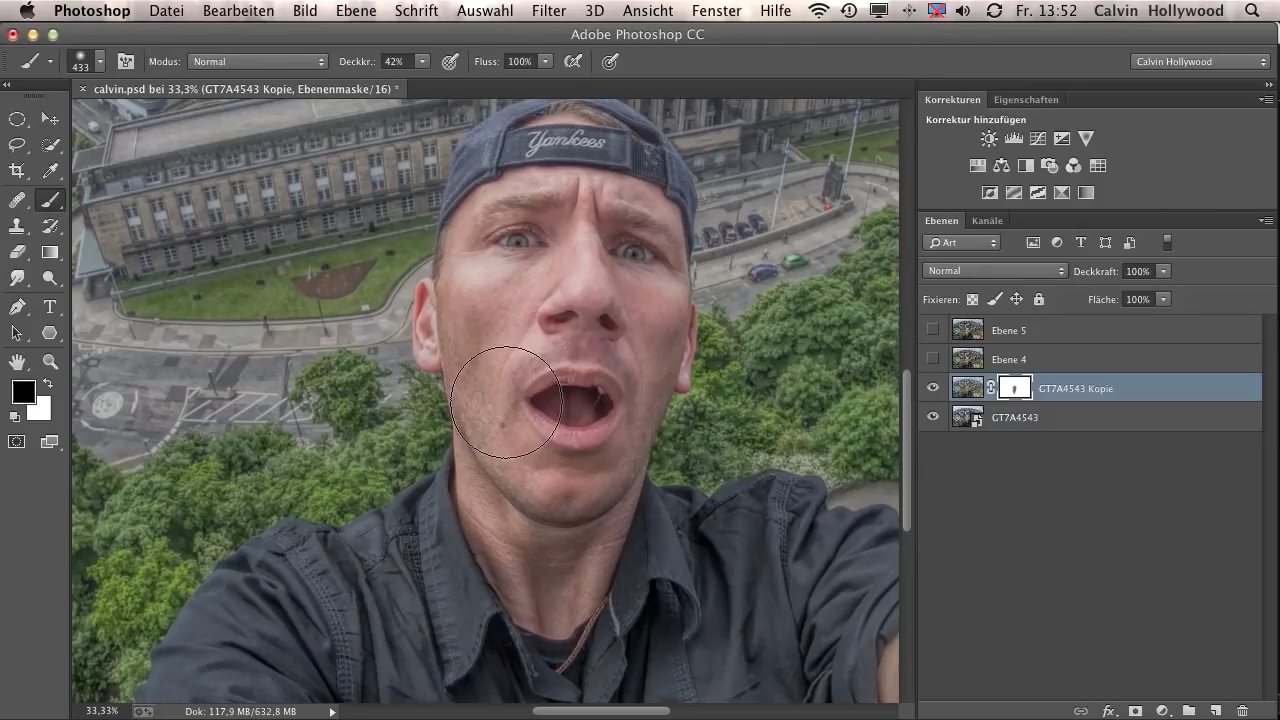 Photoshop Datei Bearbeiten Bild Ebene Schrift Auswahl Filter 3D Ansicht Fenster Hilfe Fr. 13:52 Calvin Hollywood
Adobe Photoshop CC
433 Modus: Normal Deckkr.: 42% Fluss: 100% Calvin Hollywood
calvin.psd bei 33,3% (GT7A4543 Kopie, Ebenenmaske/16) *
Korrekturen Eigenschaften
Korrektur hinzufügen
Yankees
Ebenen Kanäle
Art
Normal Deckkraft: 100%
Fixieren: Fläche: 100%
Ebene 5
Ebene 4
GT7A4543 Kopie
GT7A4543
33,33% Dok: 117,9 MB/632,8 MB
fx